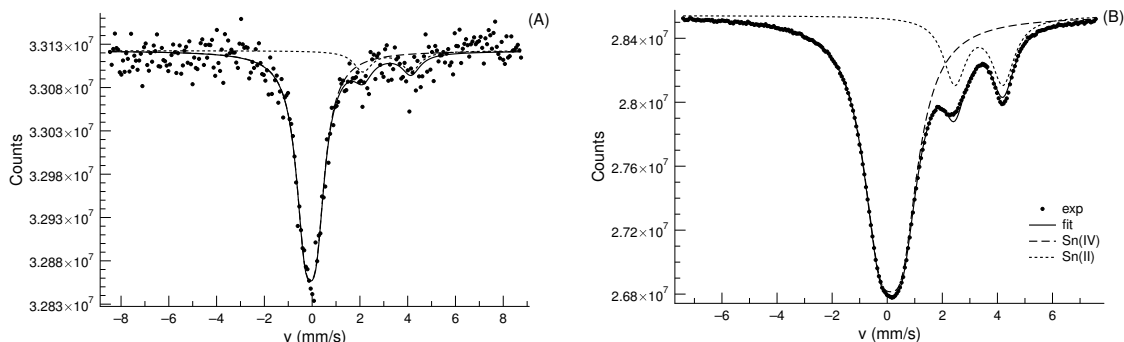 (A)
3.313×10⁷
3.308×10⁷
3.303×10⁷
3.298×10⁷
3.293×10⁷
3.288×10⁷
3.283×10⁷
Counts
−8 −6 −4 −2 0 2 4 6 8
v (mm/s)
(B)
2.84×10⁷
2.8×10⁷
2.76×10⁷
2.72×10⁷
2.68×10⁷
Counts
exp
fit
Sn(IV)
Sn(II)
−6 −4 −2 0 2 4 6
v (mm/s)